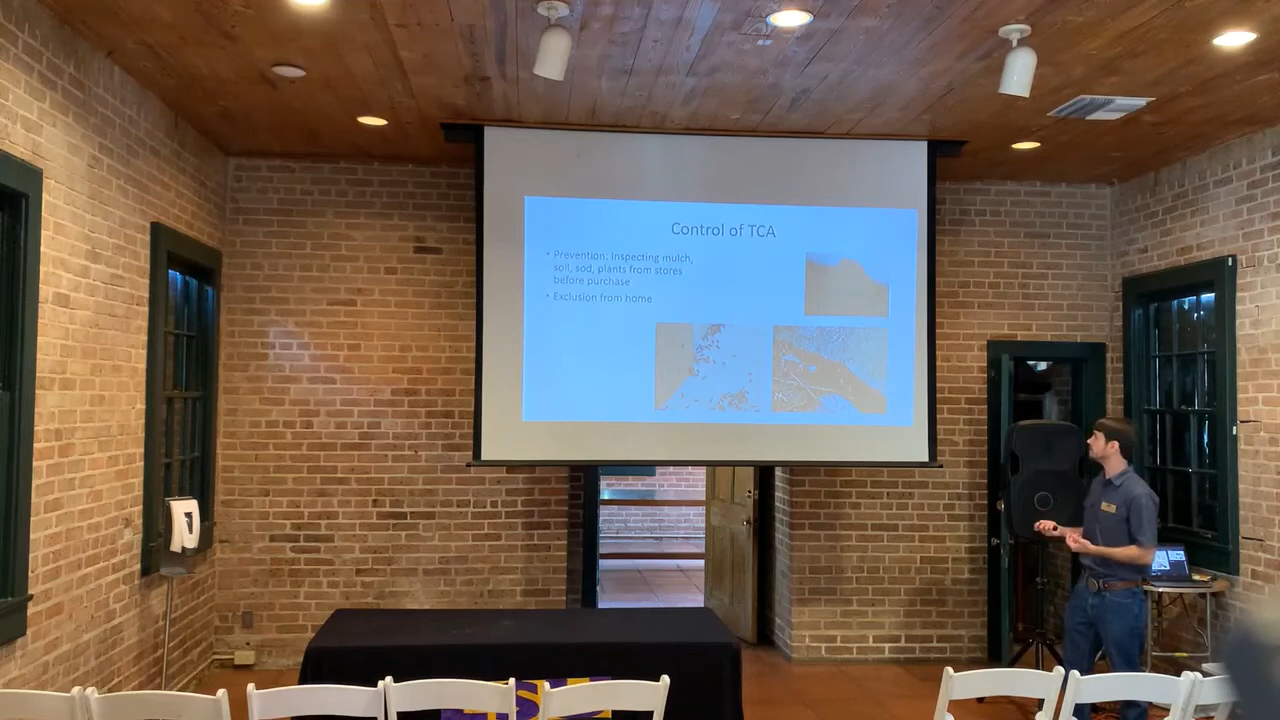 Control of TCA
• Prevention: Inspecting mulch,
soil, sod, plants from stores
before purchase
• Exclusion from home